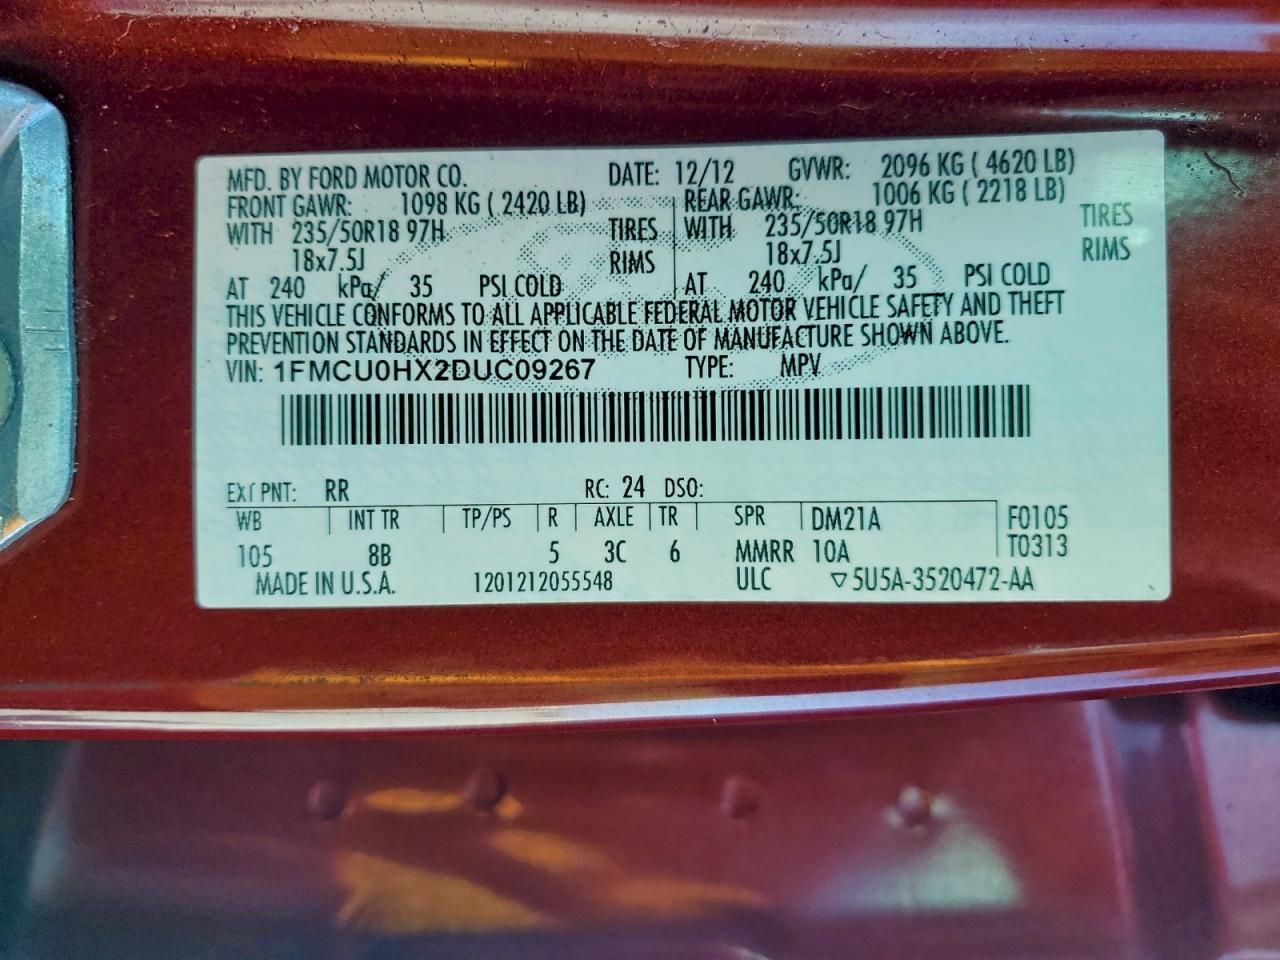 MFD. BY FORD MOTOR CO. DATE: 12/12 GVWR: 2096 KG ( 4620 LB)
FRONT GAWR: 1098 KG ( 2420 LB) REAR GAWR: 1006 KG ( 2218 LB)
WITH 235/50R18 97H TIRES WITH 235/50R18 97H TIRES
18x7.5J RIMS 18x7.5J RIMS
AT 240 kPa/ 35 PSI COLD AT 240 kPa/ 35 PSI COLD
THIS VEHICLE CONFORMS TO ALL APPLICABLE FEDERAL MOTOR VEHICLE SAFETY AND THEFT
PREVENTION STANDARDS IN EFFECT ON THE DATE OF MANUFACTURE SHOWN ABOVE.
VIN: 1FMCU0HX2DUC09267 TYPE: MPV
EXT PNT: RR RC: 24 DSO:
WB INT TR TP/PS R AXLE TR SPR DM21A F0105
105 8B 5 3C 6 MMRR 10A T0313
MADE IN U.S.A. 1201212055548 ULC ▽5U5A-3520472-AA